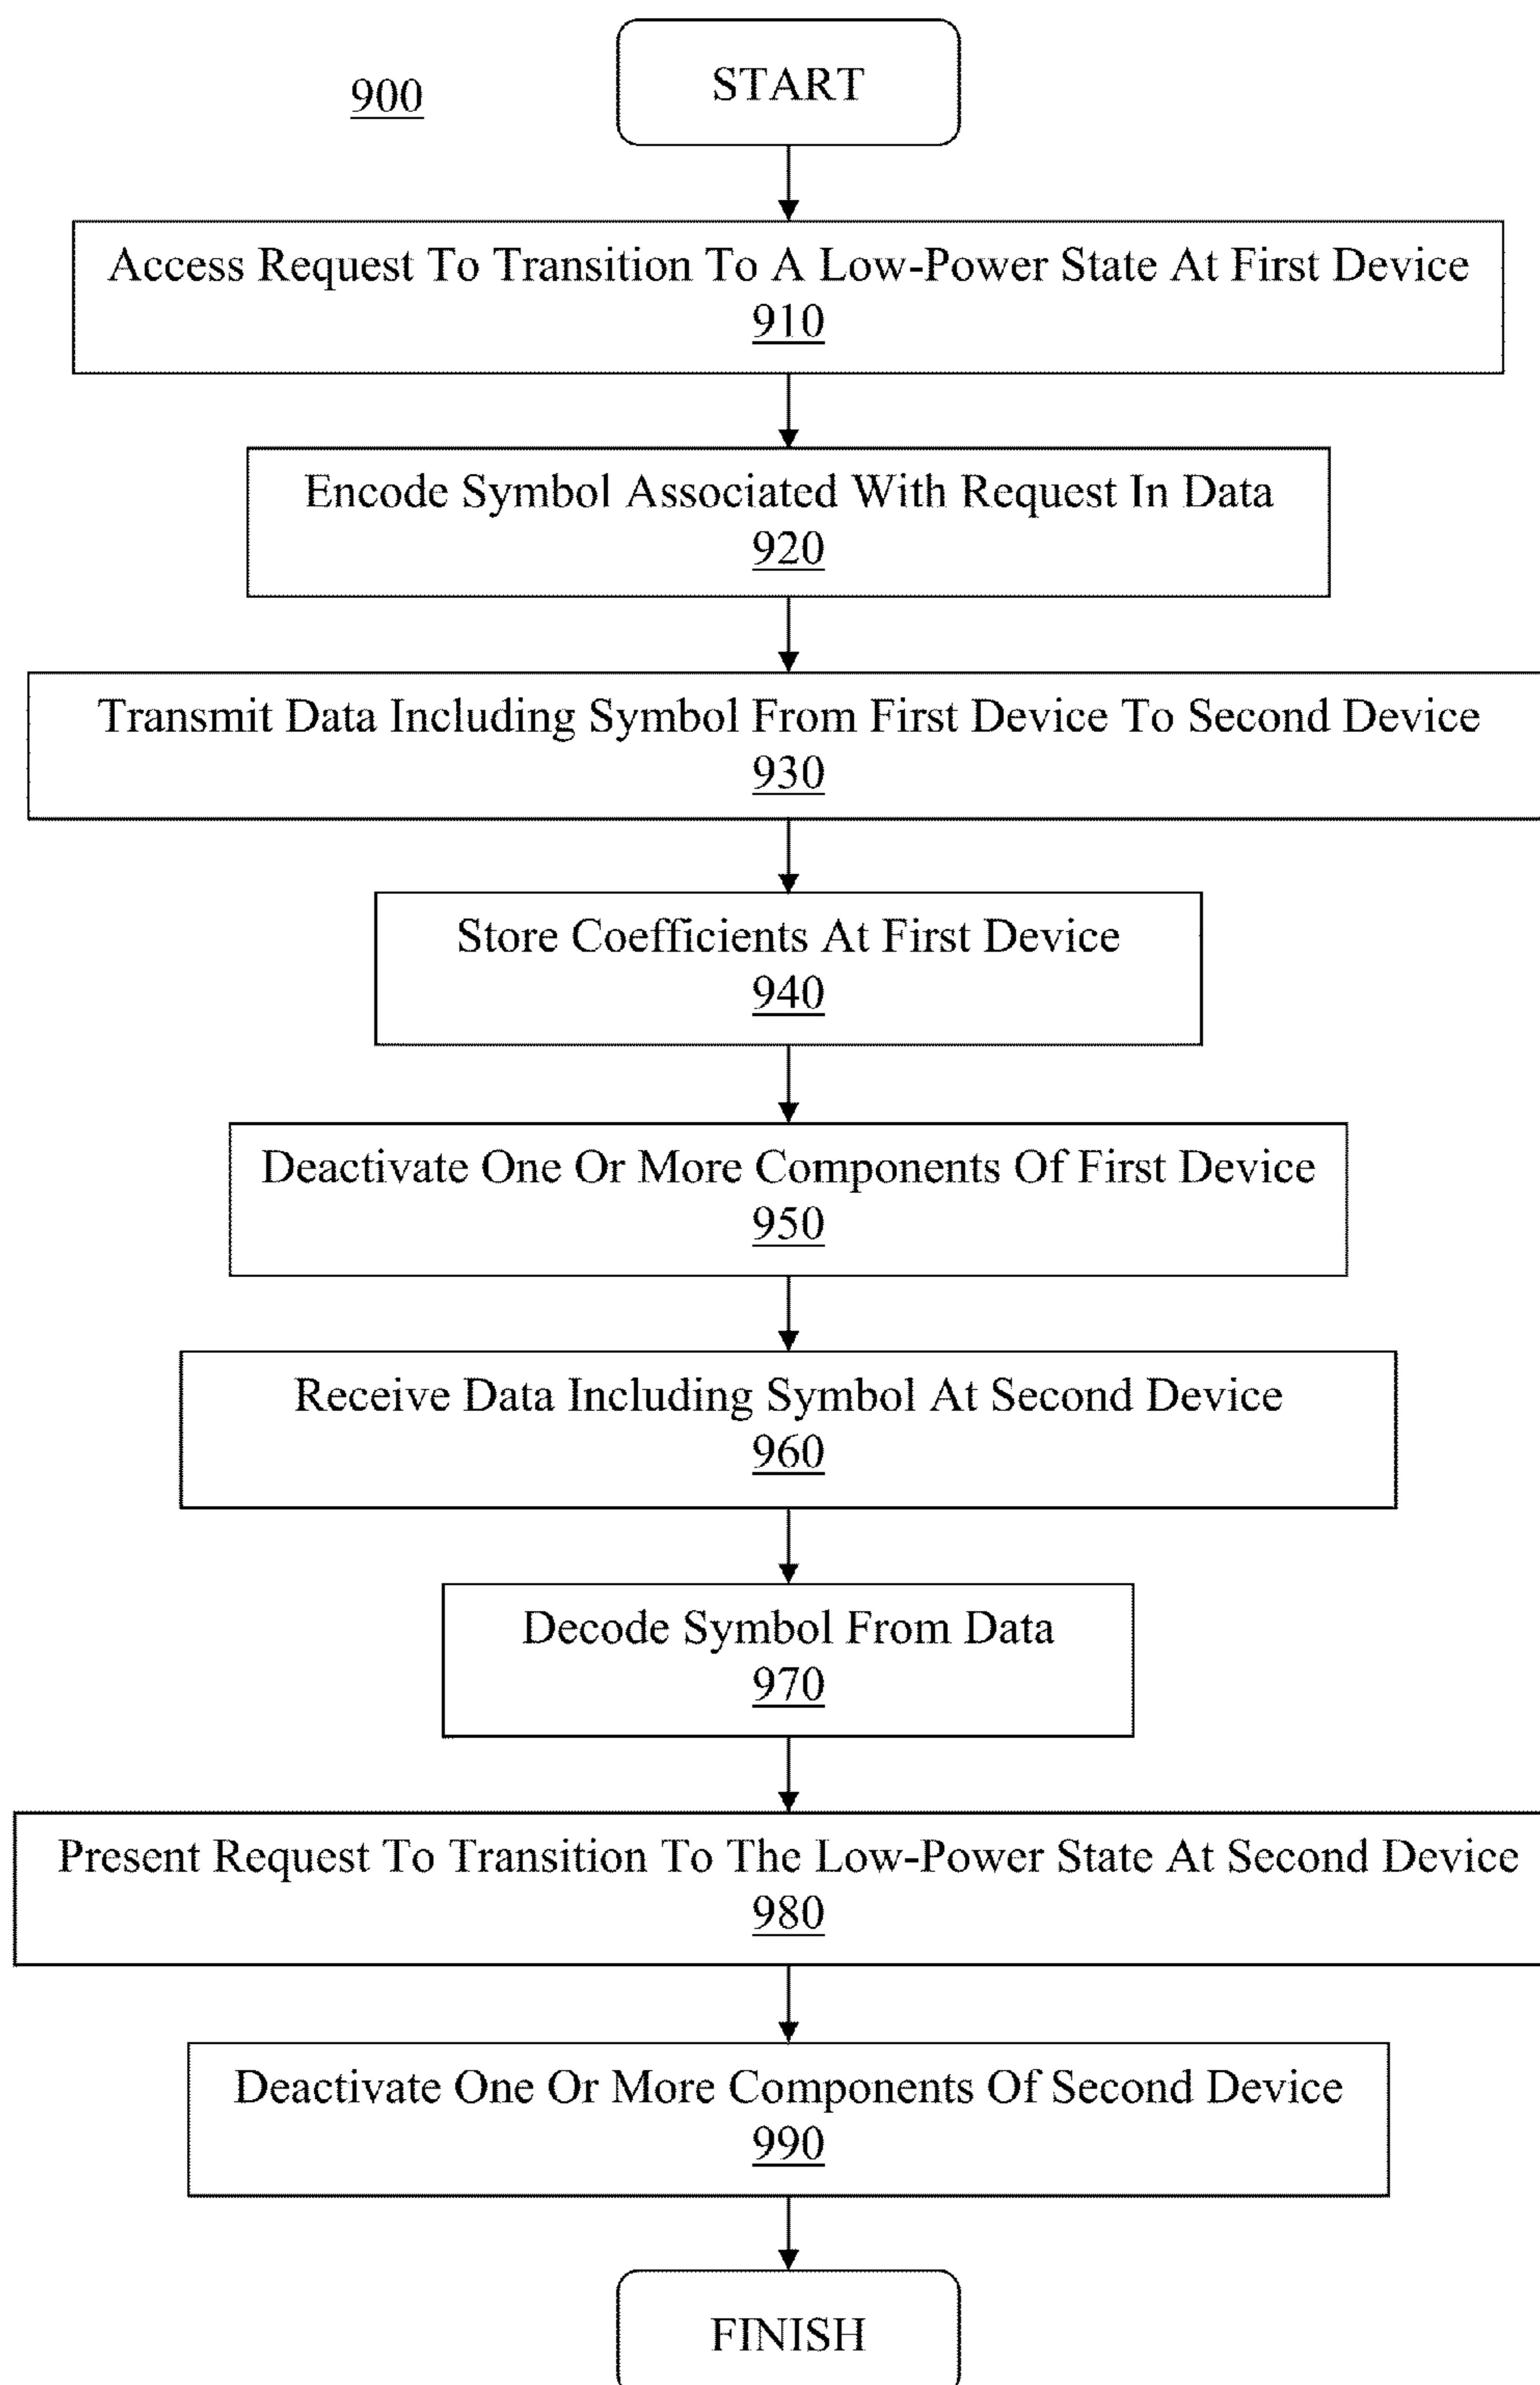 900
START
Access Request To Transition To A Low-Power State At First Device
910
Encode Symbol Associated With Request In Data
920
Transmit Data Including Symbol From First Device To Second Device
930
Store Coefficients At First Device
940
Deactivate One Or More Components Of First Device
950
Receive Data Including Symbol At Second Device
960
Decode Symbol From Data
970
Present Request To Transition To The Low-Power State At Second Device
980
Deactivate One Or More Components Of Second Device
990
FINISH